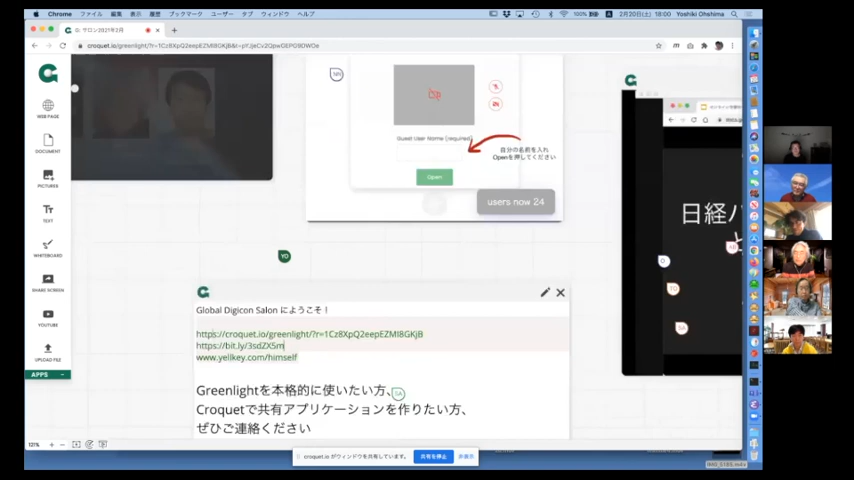 Chrome ファイル 編集 表示 履歴 ブックマーク ユーザー タブ ウィンドウ ヘルプ
100% 2月20日(土) 18:00 Yoshiki Ohshima
サロン2021年2月
WEB PAGE
DOCUMENT
PICTURES
TEXT
WHITEBOARD
SHARE SCREEN
YOUTUBE
UPLOAD FILE
APPS
121%
NN
Guest User Name (required)
自分の名前を入れ
Openを押してください
Open
users now 24
YO
Global Digicon Salon にようこそ！
https://croquet.io/greenlight/?r=1Cz8XpQ2eepEZMI8GKjB
https://bit.ly/3sdZX5m
www.yellkey.com/himself
Greenlightを本格的に使いたい方、
SA
Croquetで共有アプリケーションを作りたい方、
ぜひご連絡ください
日経バ
TO
SA
croquet.io がウィンドウを共有しています。
共有を停止
非表示